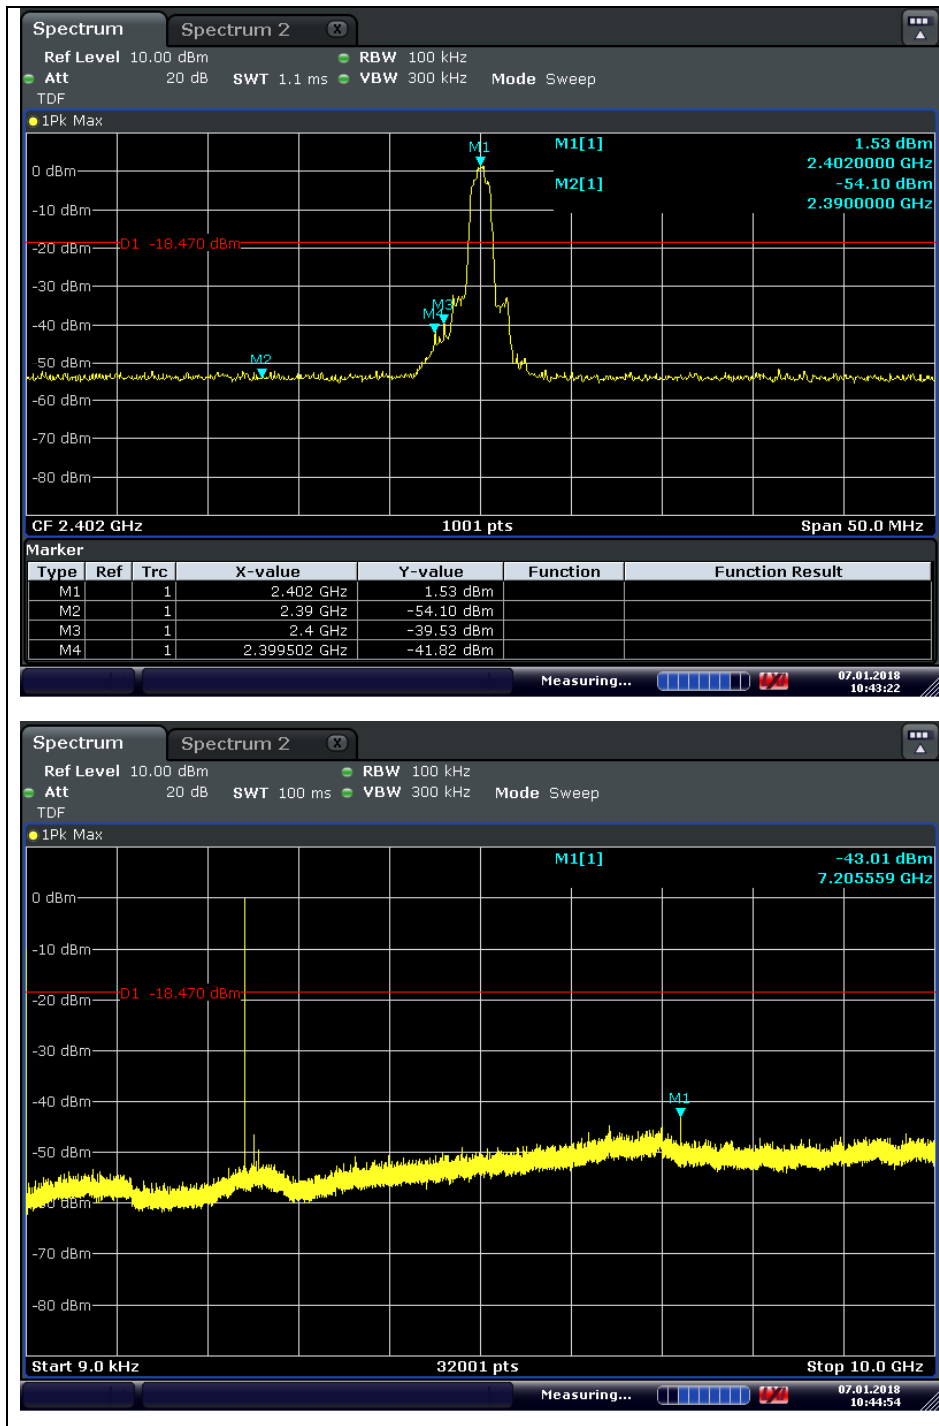 Spectrum Spectrum 2 X
Ref Level 10.00 dBm RBW 100 kHz
Att 20 dB SWT 1.1 ms VBW 300 kHz Mode Sweep
TDF
1Pk Max
M1 M1[1] 1.53 dBm
2.4020000 GHz
0 dBm
M2[1] -54.10 dBm
2.3900000 GHz
-10 dBm
D1 -18.470 dBm
-20 dBm
-30 dBm
M3
M4
-40 dBm
M2
-50 dBm
-60 dBm
-70 dBm
-80 dBm
CF 2.402 GHz 1001 pts Span 50.0 MHz
Marker
Type Ref Trc X-value Y-value Function Function Result
M1 1 2.402 GHz 1.53 dBm
M2 1 2.39 GHz -54.10 dBm
M3 1 2.4 GHz -39.53 dBm
M4 1 2.399502 GHz -41.82 dBm
Measuring... 07.01.2018
10:43:22
Spectrum Spectrum 2 X
Ref Level 10.00 dBm RBW 100 kHz
Att 20 dB SWT 100 ms VBW 300 kHz Mode Sweep
TDF
1Pk Max
M1[1] -43.01 dBm
7.205559 GHz
0 dBm
-10 dBm
D1 -18.470 dBm
-20 dBm
-30 dBm
M1
-40 dBm
-50 dBm
-60 dBm
-70 dBm
-80 dBm
Start 9.0 kHz 32001 pts Stop 10.0 GHz
Measuring... 07.01.2018
10:44:54